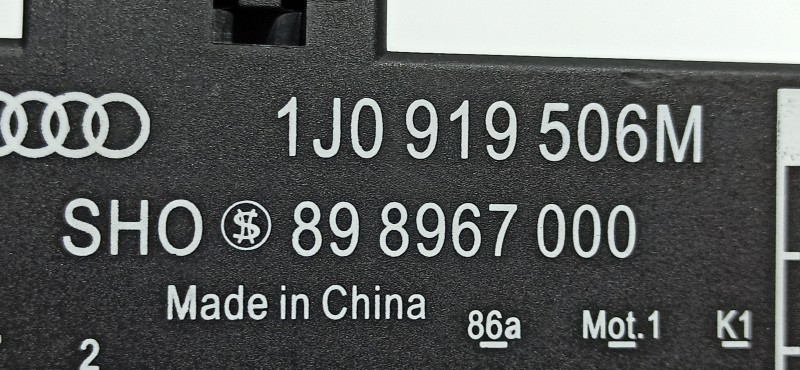 1J0 919 506M
SHO 89 8967 000
Made in China
86a Mot.1 K1
2